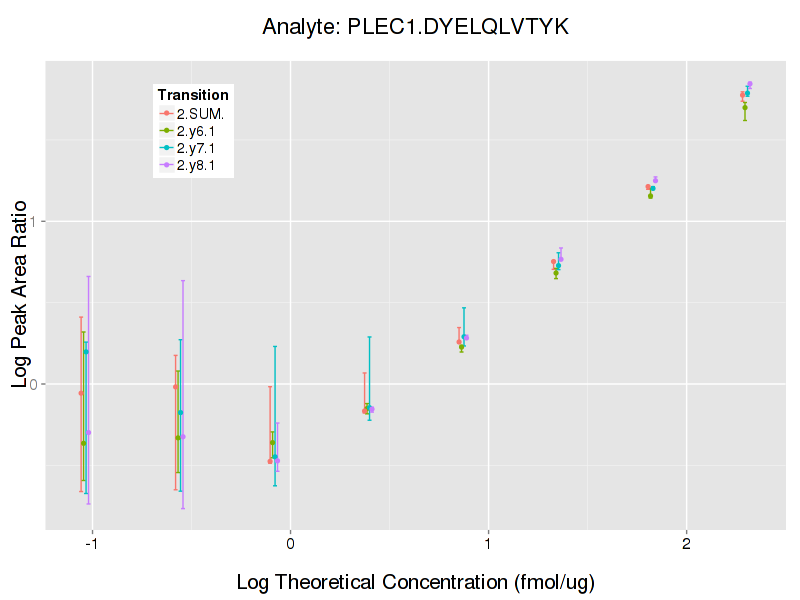 Analyte: PLEC1.DYELQLVTYK
Transition
2.SUM.
2.y6.1
2.y7.1
2.y8.1
Log Peak Area Ratio
1
0
-1
0
1
2
Log Theoretical Concentration (fmol/ug)